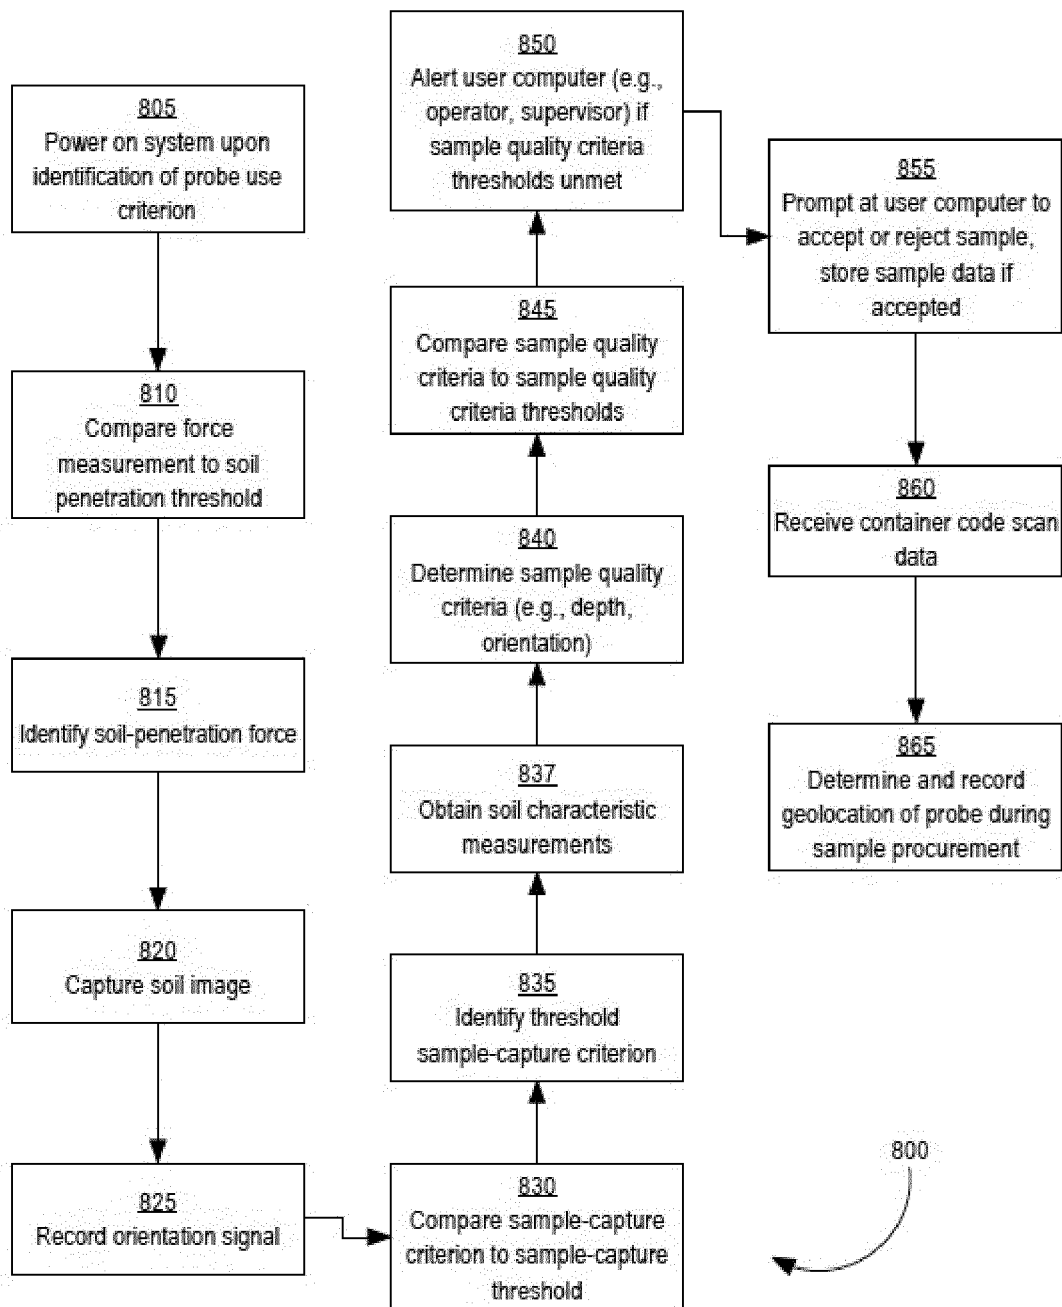 805
Power on system upon
identification of probe use
criterion
810
Compare force
measurement to soil
penetration threshold
815
Identify soil-penetration force
820
Capture soil image
825
Record orientation signal
830
Compare sample-capture
criterion to sample-capture
threshold
835
Identify threshold
sample-capture criterion
837
Obtain soil characteristic
measurements
840
Determine sample quality
criteria (e.g., depth,
orientation)
845
Compare sample quality
criteria to sample quality
criteria thresholds
850
Alert user computer (e.g.,
operator, supervisor) if
sample quality criteria
thresholds unmet
855
Prompt at user computer to
accept or reject sample,
store sample data if
accepted
860
Receive container code scan
data
865
Determine and record
geolocation of probe during
sample procurement
800